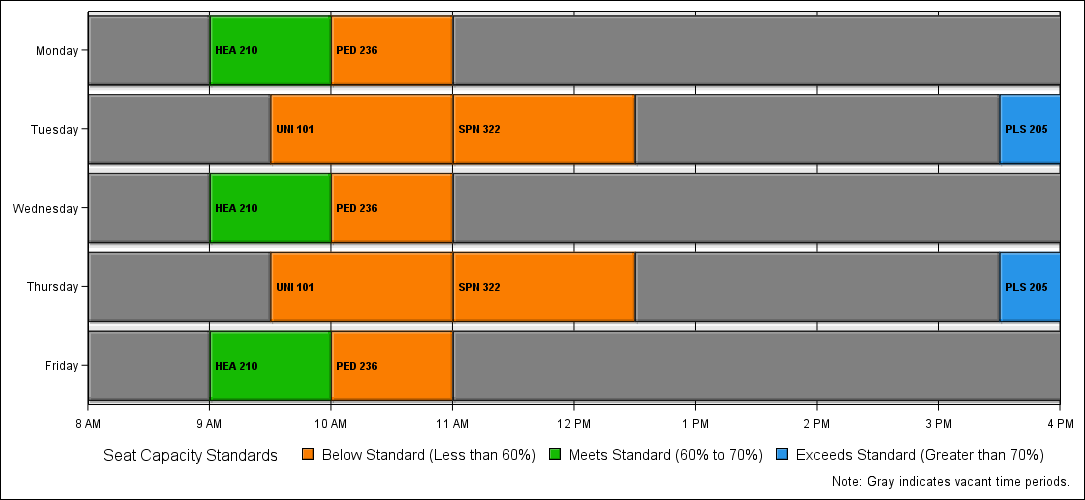 Monday HEA 210 PED 236
Tuesday UNI 101 SPN 322 PLS 205
Wednesday HEA 210 PED 236
Thursday UNI 101 SPN 322 PLS 205
Friday HEA 210 PED 236
8 AM 9 AM 10 AM 11 AM 12 PM 1 PM 2 PM 3 PM 4 PM
Seat Capacity Standards Below Standard (Less than 60%) Meets Standard (60% to 70%) Exceeds Standard (Greater than 70%)
Note: Gray indicates vacant time periods.